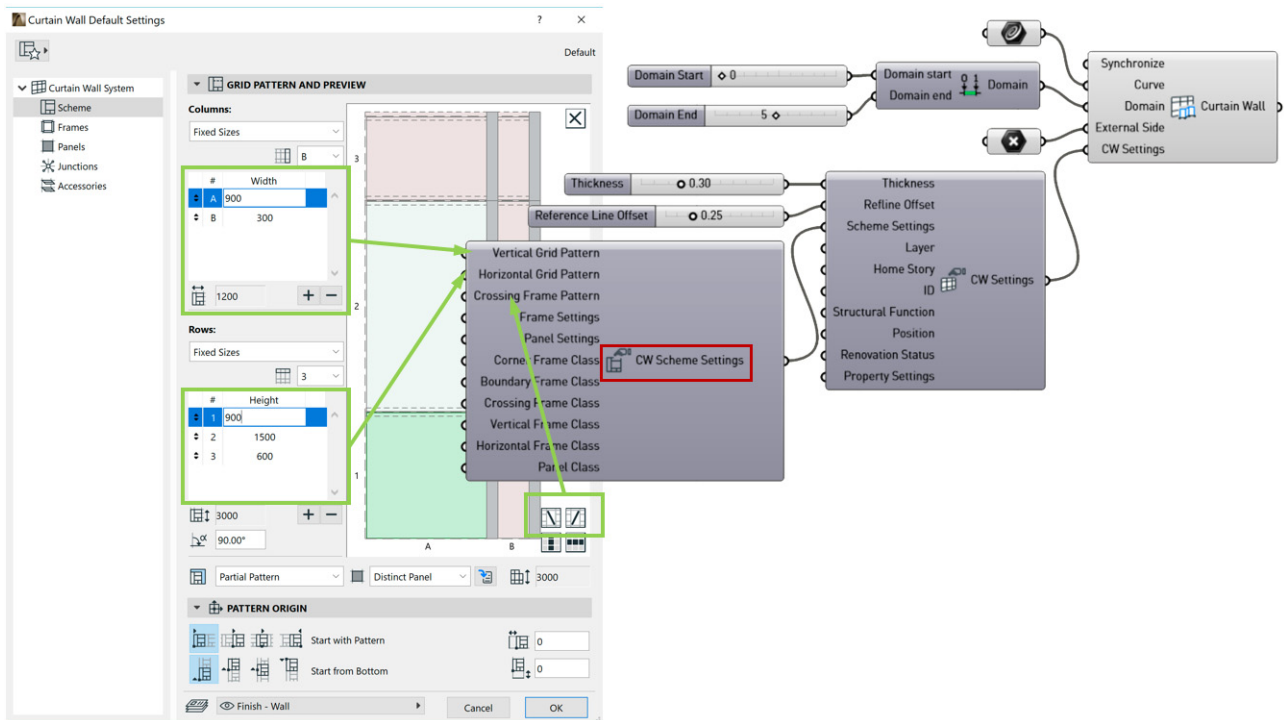 Curtain Wall Default Settings
?
Default
Curtain Wall System
Scheme
Frames
Panels
Junctions
Accessories
GRID PATTERN AND PREVIEW
Columns:
Fixed Sizes
B
# Width
A 900
B 300
1200
Rows:
Fixed Sizes
3
# Height
1 900
2 1500
3 600
3000
α 90.00°
3
2
1
A B
Partial Pattern
Distinct Panel
3000
PATTERN ORIGIN
Start with Pattern
0
Start from Bottom
0
Finish - Wall
Cancel
OK
Domain Start 0
Domain End 5
Domain start
Domain end
0 1
Domain
Synchronize
Curve
Domain
External Side
CW Settings
Curtain Wall
Thickness 0.30
Reference Line Offset 0.25
Thickness
Refline Offset
Scheme Settings
Layer
Home Story
ID
Structural Function
Position
Renovation Status
Property Settings
CW Settings
Vertical Grid Pattern
Horizontal Grid Pattern
Crossing Frame Pattern
Frame Settings
Panel Settings
Corner Frame Class
Boundary Frame Class
Crossing Frame Class
Vertical Frame Class
Horizontal Frame Class
Panel Class
CW Scheme Settings